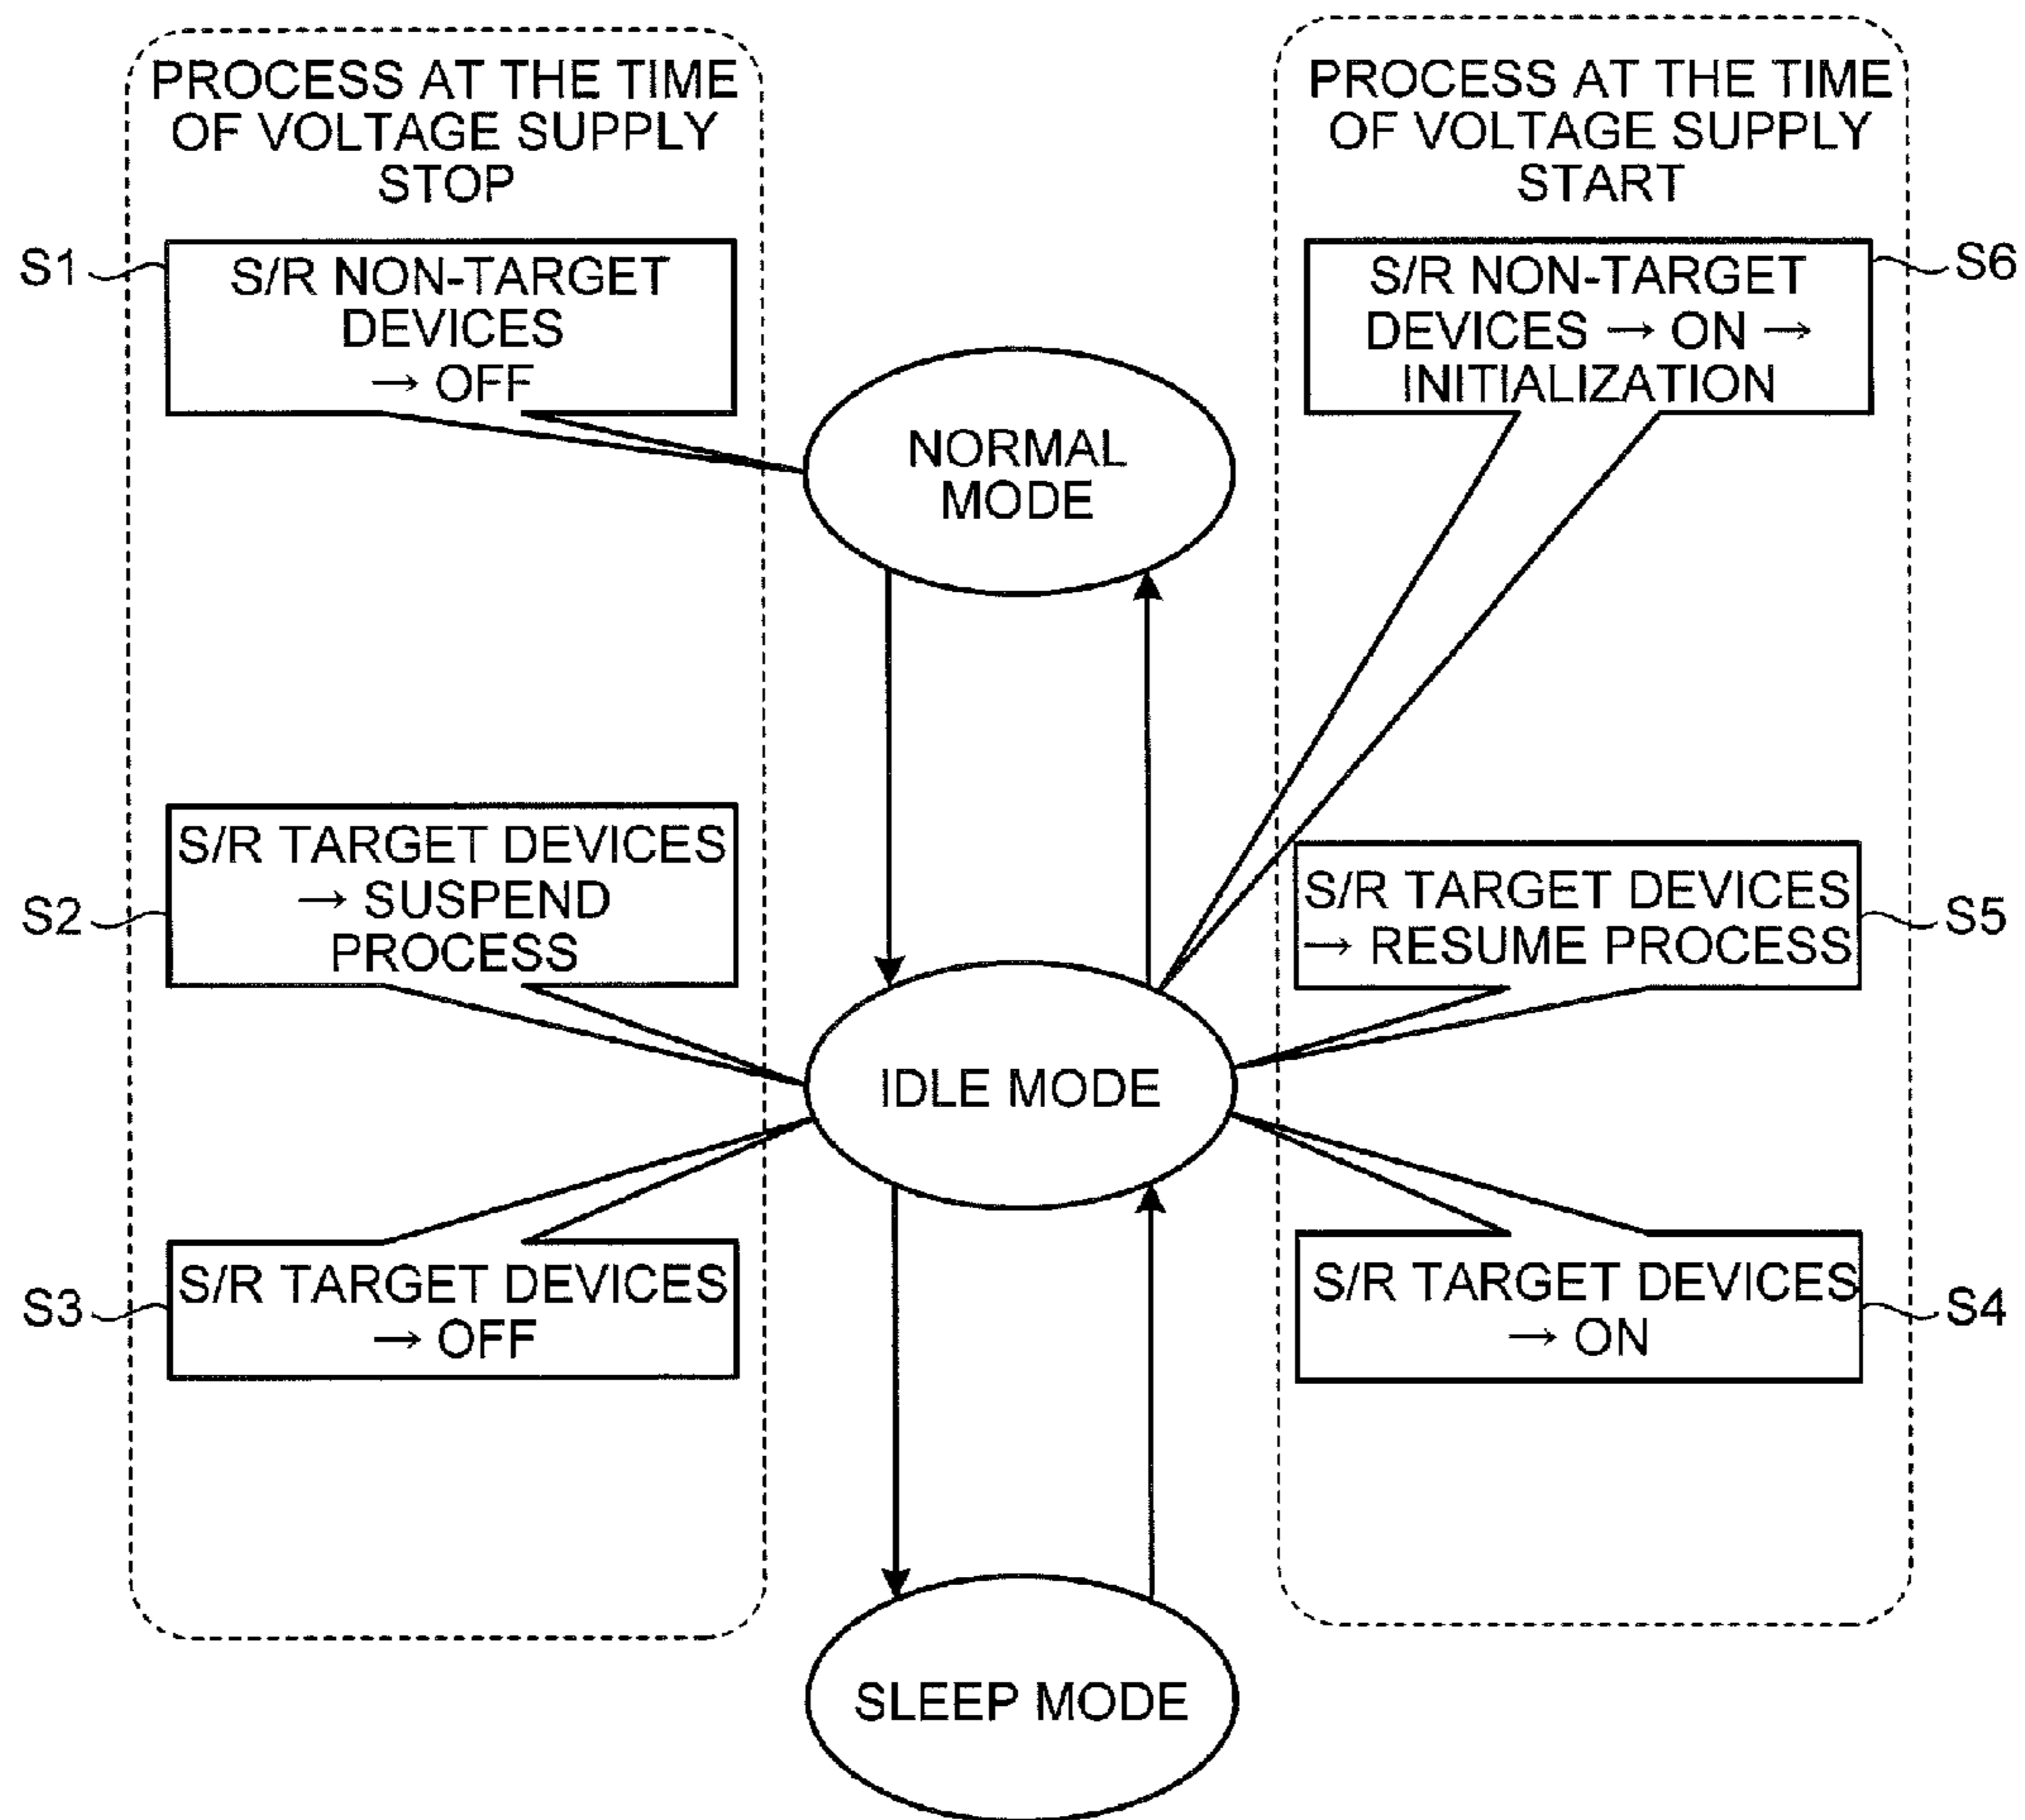 PROCESS AT THE TIME
OF VOLTAGE SUPPLY
STOP
S1
S/R NON-TARGET
DEVICES
→ OFF
S2
S/R TARGET DEVICES
→ SUSPEND
PROCESS
S3
S/R TARGET DEVICES
→ OFF
NORMAL
MODE
IDLE MODE
SLEEP MODE
PROCESS AT THE TIME
OF VOLTAGE SUPPLY
START
S/R NON-TARGET
DEVICES → ON →
INITIALIZATION
S6
S/R TARGET DEVICES
→ RESUME PROCESS
S5
S/R TARGET DEVICES
→ ON
S4